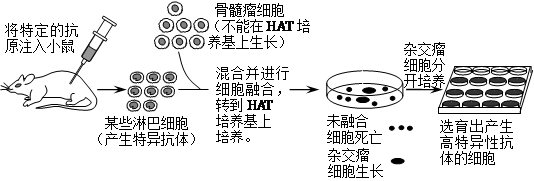 将特定的抗
原注入小鼠
骨髓瘤细胞
(不能在HAT培
养基上生长)
某些淋巴细胞
(产生特异抗体)
混合并进行
细胞融合，
转到HAT
培养基上
培养。
未融合
细胞死亡
杂交瘤
细胞生长
杂交瘤
细胞分
开培养
选育出产生
高特异性抗
体的细胞